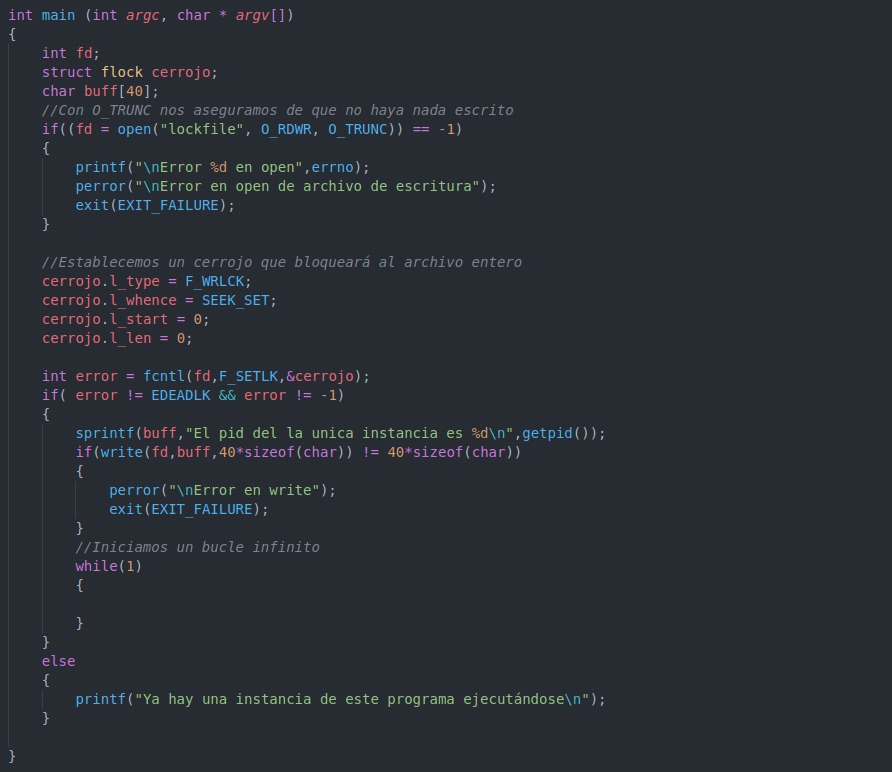 int main (int argc, char * argv[])
{
    int fd;
    struct flock cerrojo;
    char buff[40];
    //Con O_TRUNC nos aseguramos de que no haya nada escrito
    if((fd = open("lockfile", O_RDWR, O_TRUNC)) == -1)
    {
        printf("\nError %d en open",errno);
        perror("\nError en open de archivo de escritura");
        exit(EXIT_FAILURE);
    }

    //Establecemos un cerrojo que bloqueará al archivo entero
    cerrojo.l_type = F_WRLCK;
    cerrojo.l_whence = SEEK_SET;
    cerrojo.l_start = 0;
    cerrojo.l_len = 0;

    int error = fcntl(fd,F_SETLK,&cerrojo);
    if( error != EDEADLK && error != -1)
    {
        sprintf(buff,"El pid del la unica instancia es %d\n",getpid());
        if(write(fd,buff,40*sizeof(char)) != 40*sizeof(char))
        {
            perror("\nError en write");
            exit(EXIT_FAILURE);
        }
        //Iniciamos un bucle infinito
        while(1)
        {

        }
    }
    else
    {
        printf("Ya hay una instancia de este programa ejecutándose\n");
    }

}